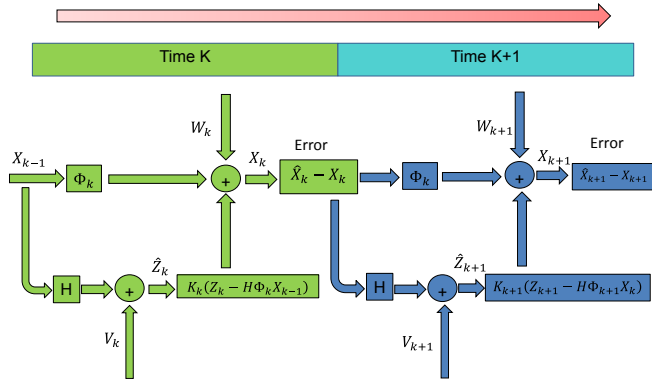 Time K
Time K+1
W_k
W_{k+1}
X_{k-1}
Φ_k
+
X_k
Error
X̂_k − X_k
Φ_k
+
X_{k+1}
Error
X̂_{k+1} − X_{k+1}
H
+
Ẑ_k
K_k(Z_k − HΦ_kX_{k-1})
H
+
Ẑ_{k+1}
K_{k+1}(Z_{k+1} − HΦ_{k+1}X_k)
V_k
V_{k+1}